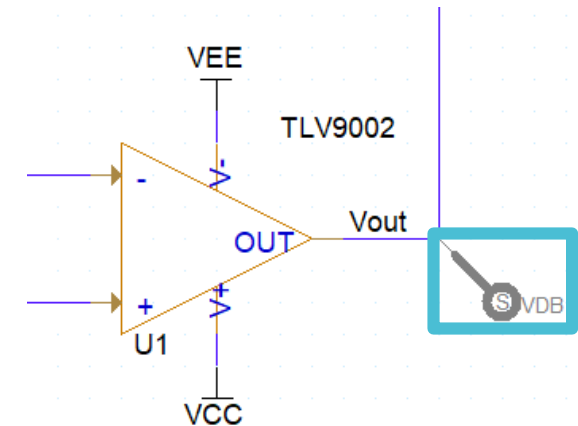 VEE
TLV9002
-
V-
Vout
OUT
S
VDB
+
V+
U1
VCC